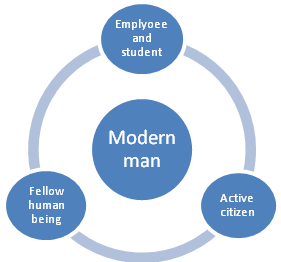 Emplyoee
and
student
Modern
man
Fellow
human
being
Active
citizen